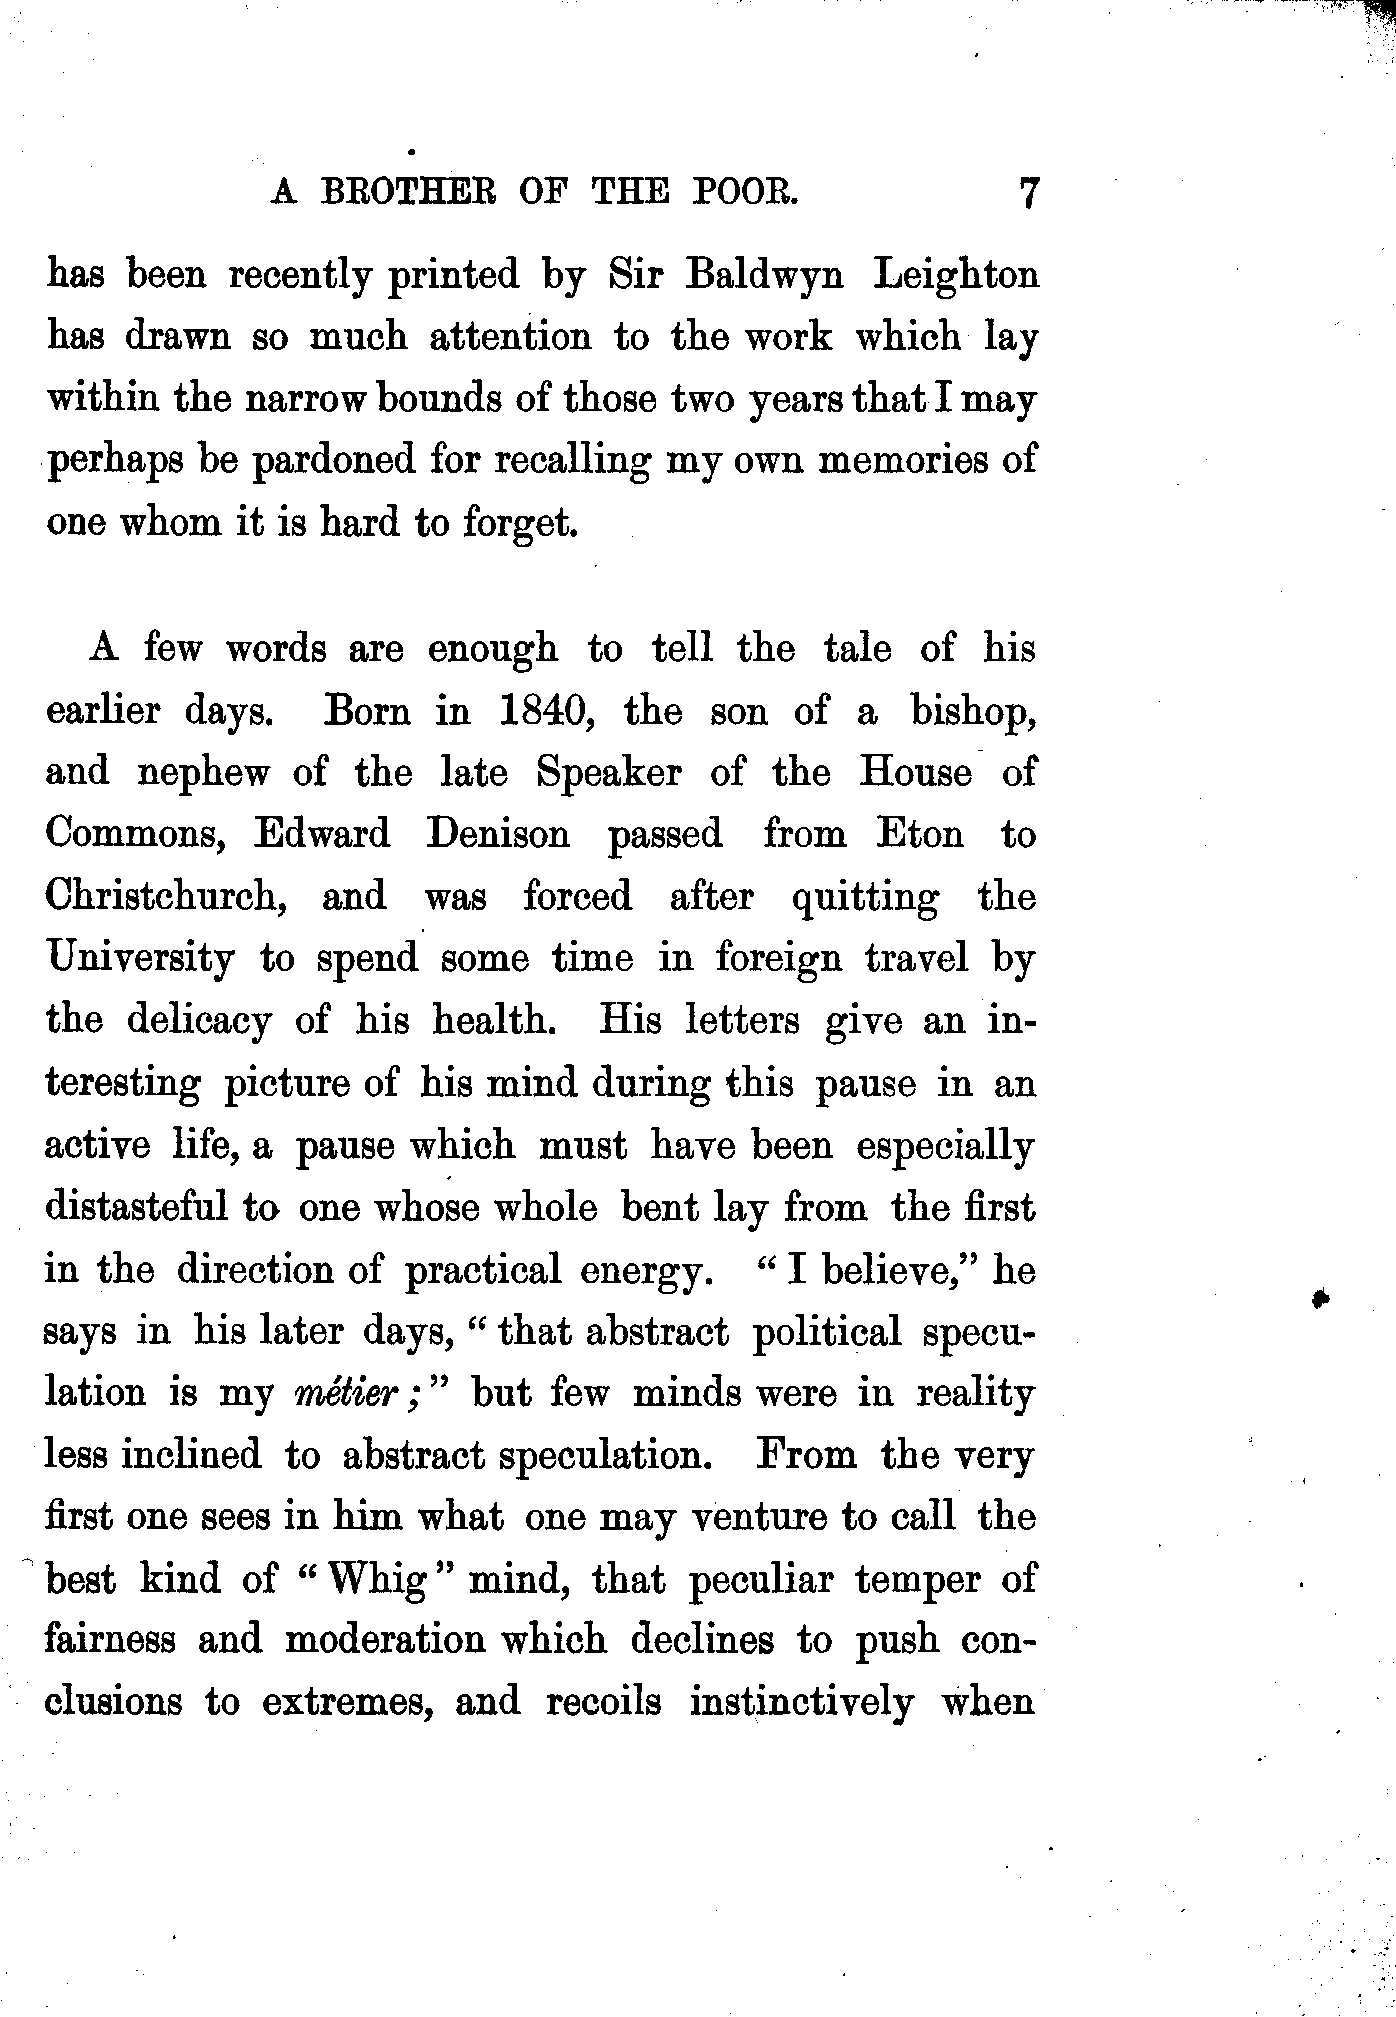 A BROTHER OF THE POOR. 7
has been recently printed by Sir Baldwyn Leighton
has drawn so much attention to the work which lay
within the narrow bounds of those two years that I may
perhaps be pardoned for recalling my own memories of
one whom it is hard to forget.
A few words are enough to tell the tale of his
earlier days. Born in 1840, the son of a bishop,
and nephew of the late Speaker of the House of
Commons, Edward Denison passed from Eton to
Christchurch, and was forced after quitting the
University to spend some time in foreign travel by
the delicacy of his health. His letters give an in-
teresting picture of his mind during this pause in an
active life, a pause which must have been especially
distasteful to one whose whole bent lay from the first
in the direction of practical energy. “ I believe,” he
says in his later days, “ that abstract political specu-
lation is my métier ;” but few minds were in reality
less inclined to abstract speculation. From the very
first one sees in him what one may venture to call the
best kind of “ Whig ” mind, that peculiar temper of
fairness and moderation which declines to push con-
clusions to extremes, and recoils instinctively when